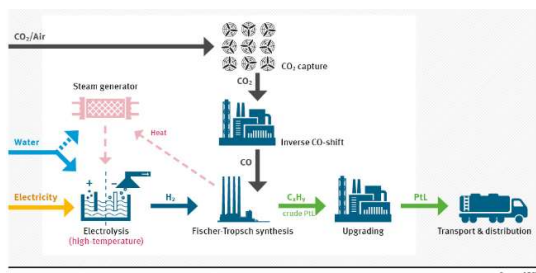 CO₂/Air
CO₂ capture
CO₂
Steam generator
Inverse CO-shift
Heat
Water
CO
Electricity
+
-
H₂
CₓHᵧ
crude PtL
PtL
Electrolysis
(high-temperature)
Fischer-Tropsch synthesis
Upgrading
Transport & distribution